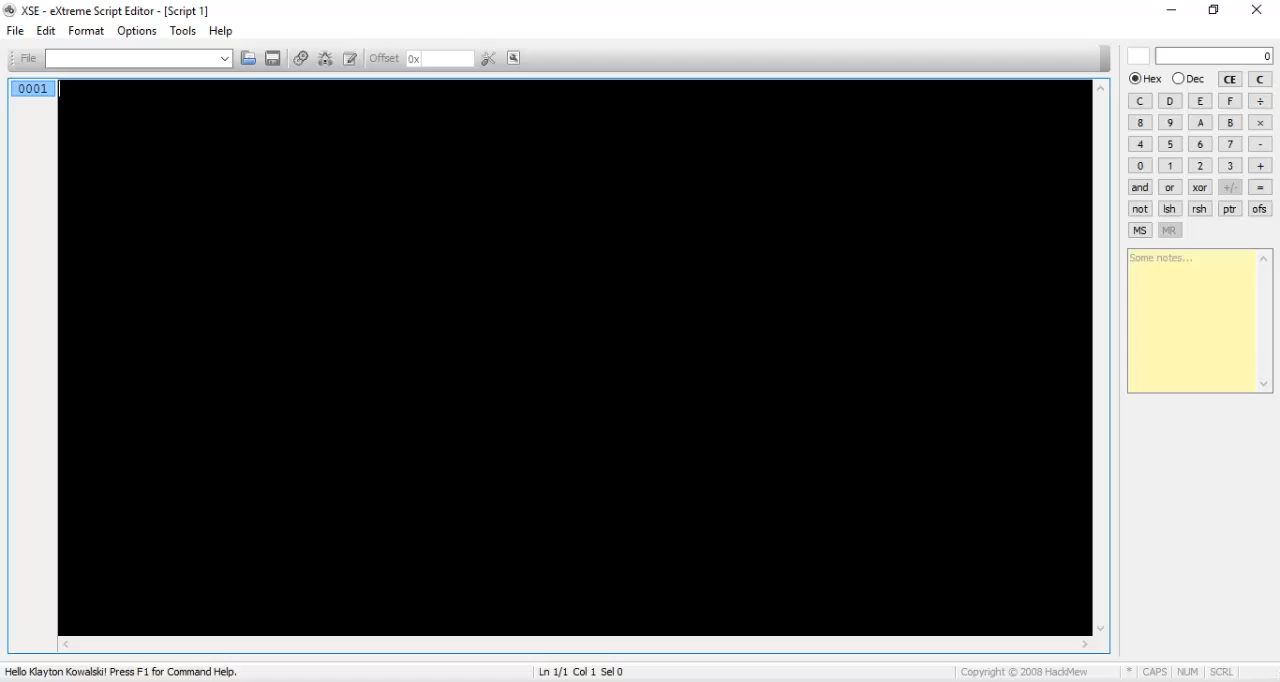 XSE - eXtreme Script Editor - [Script 1]
File Edit Format Options Tools Help
File Offset 0x
0
0001
Hex Dec CE C
C D E F ÷
8 9 A B ×
4 5 6 7 -
0 1 2 3 +
and or xor +/- =
not lsh rsh ptr ofs
MS MR
Some notes...
Hello Klayton Kowalski! Press F1 for Command Help. Ln 1/1 Col 1 Sel 0 Copyright © 2008 HackMew * CAPS NUM SCRL